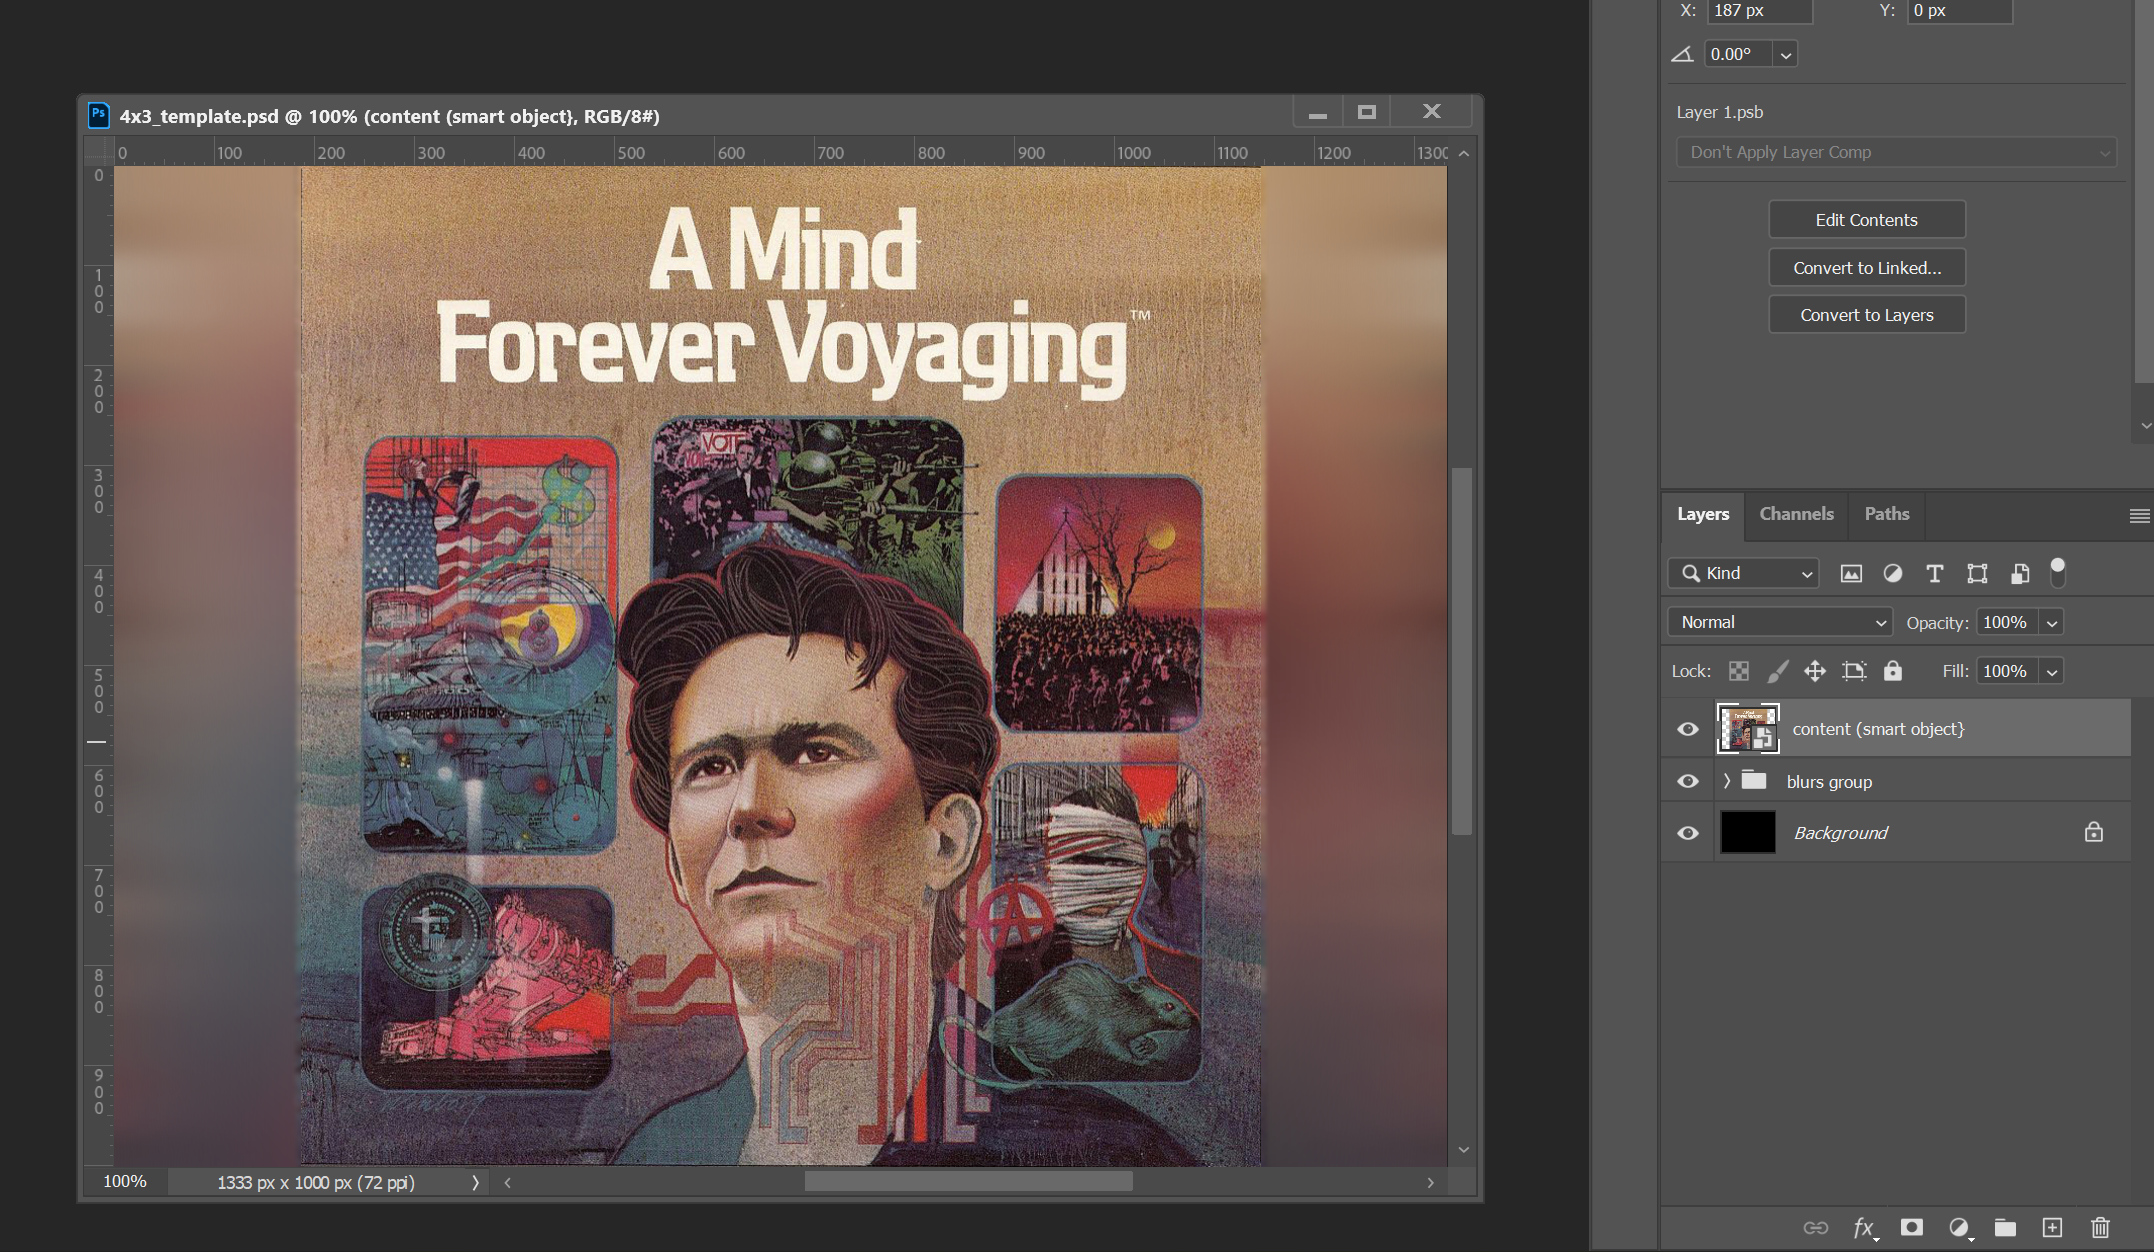 X: 187 px Y: 0 px
0.00°
Ps 4x3_template.psd @ 100% (content (smart object}, RGB/8#)
Layer 1.psb
Don't Apply Layer Comp
0 100 200 300 400 500 600 700 800 900 1000 1100 1200 1300
0
100
200
300
400
500
600
700
800
900
A Mind
Forever Voyaging™
VOTE
Edit Contents
Convert to Linked...
Convert to Layers
Layers Channels Paths
Kind
Normal Opacity: 100%
Lock: Fill: 100%
content (smart object}
blurs group
Background
100% 1333 px x 1000 px (72 ppi)
fx